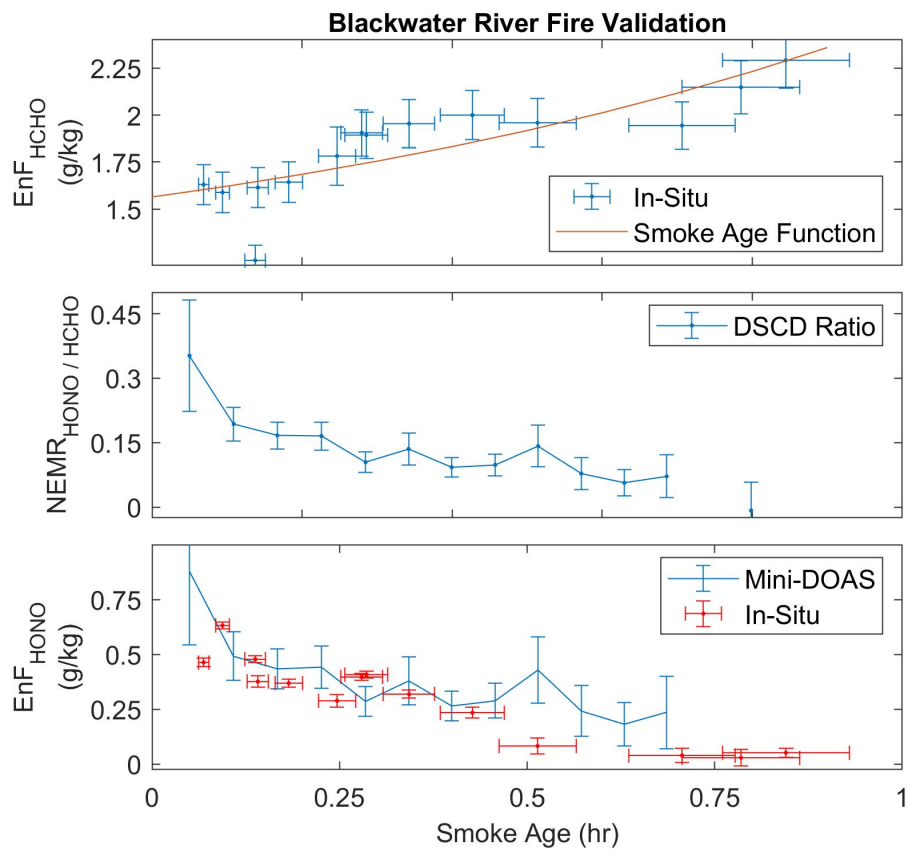 Blackwater River Fire Validation
EnF_HCHO
(g/kg)
2.25
2
1.75
1.5
In-Situ
Smoke Age Function
NEMR_HONO / HCHO
0.45
0.3
0.15
0
DSCD Ratio
EnF_HONO
(g/kg)
0.75
0.5
0.25
0
Mini-DOAS
In-Situ
0 0.25 0.5 0.75 1
Smoke Age (hr)